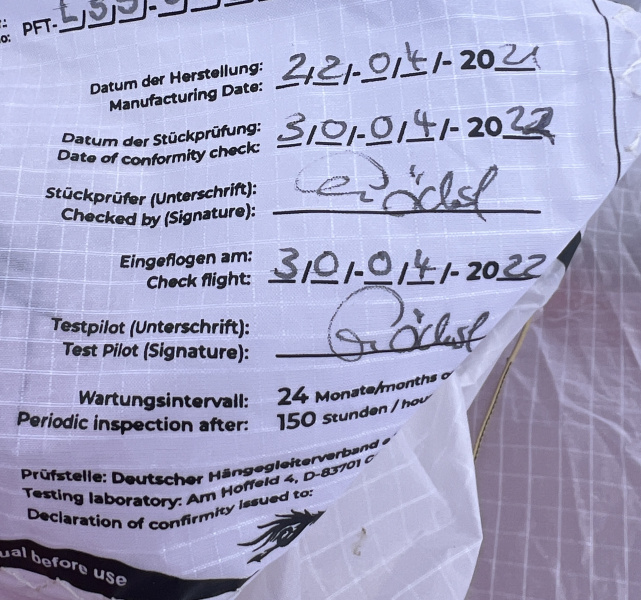 PFT-
Datum der Herstellung: 22-04-2021
Manufacturing Date:
Datum der Stückprüfung: 30-04-2022
Date of conformity check:
Stückprüfer (Unterschrift):
Checked by (Signature):
Eingeflogen am: 30-04-2022
Check flight:
Testpilot (Unterschrift):
Test Pilot (Signature):
Wartungsintervall: 24 Monate/months
Periodic inspection after: 150 Stunden /
Prüfstelle: Deutscher Hängegleiterverband
Testing laboratory: Am Hoffeld 4, D-83701
Declaration of confirmity issued to:
before use